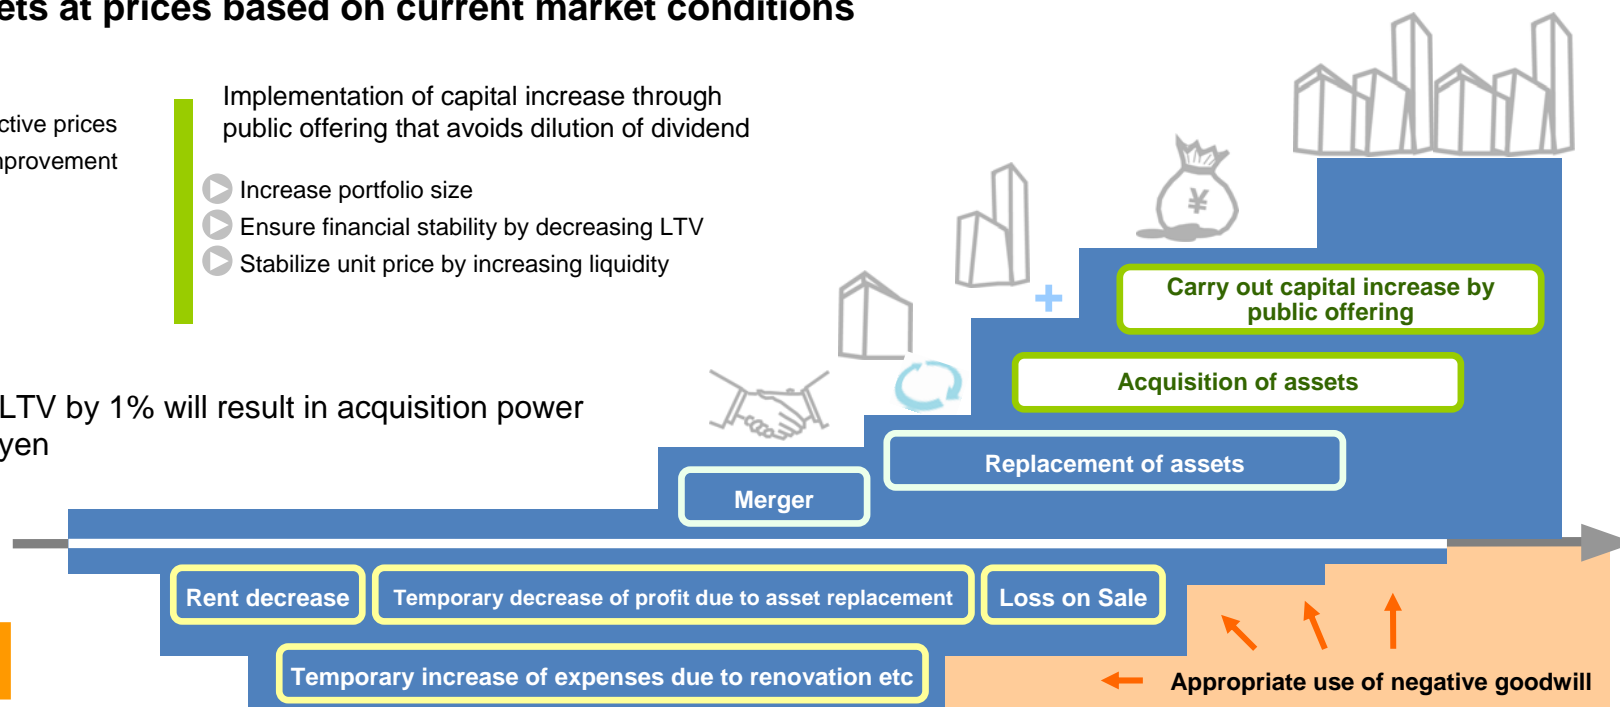 ets at prices based on current market conditions
ctive prices
nprovement
Implementation of capital increase through
public offering that avoids dilution of dividend
Increase portfolio size
Ensure financial stability by decreasing LTV
Stabilize unit price by increasing liquidity
LTV by 1% will result in acquisition power
yen
¥
+
Carry out capital increase by
public offering
Acquisition of assets
Replacement of assets
Merger
Rent decrease
Temporary decrease of profit due to asset replacement
Loss on Sale
Temporary increase of expenses due to renovation etc
Appropriate use of negative goodwill